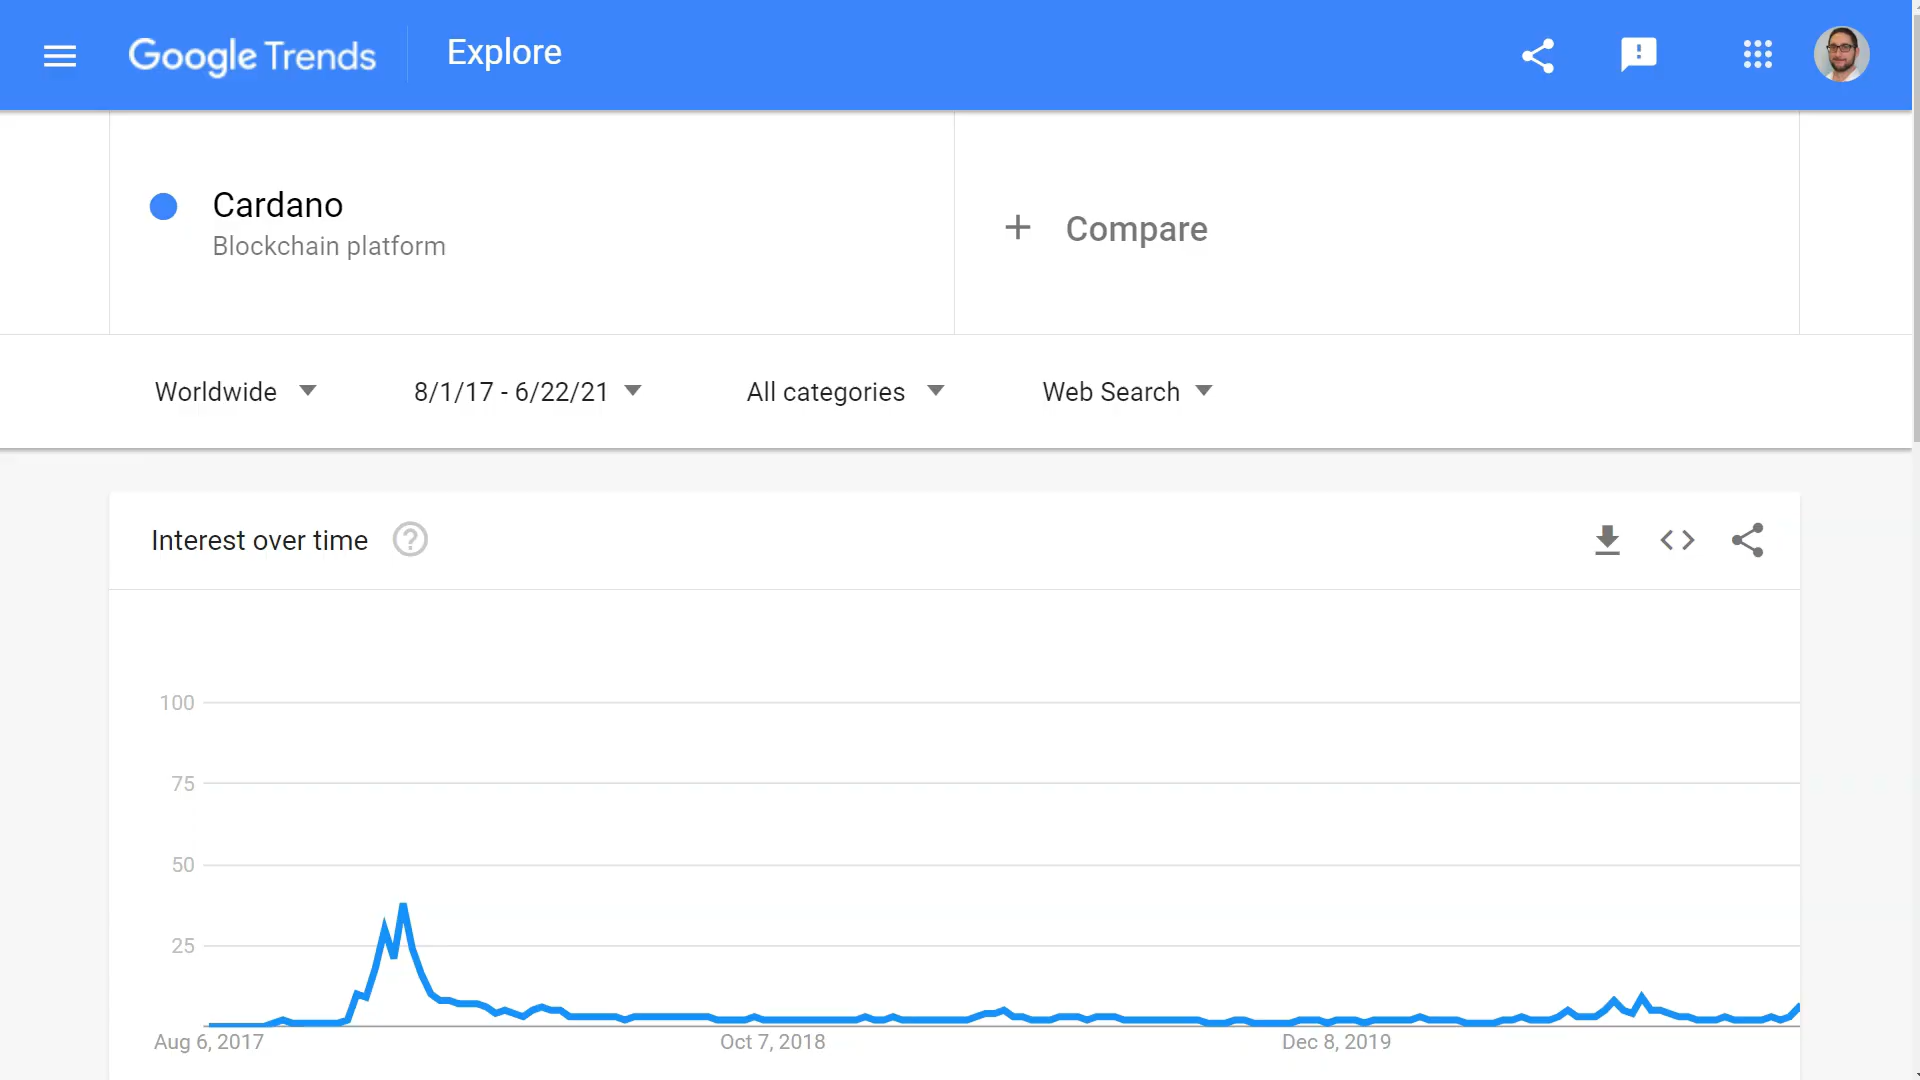 Google Trends
Explore
Cardano
Blockchain platform
+ Compare
Worldwide
8/1/17 - 6/22/21
All categories
Web Search
Interest over time
100
75
50
25
Aug 6, 2017
Oct 7, 2018
Dec 8, 2019